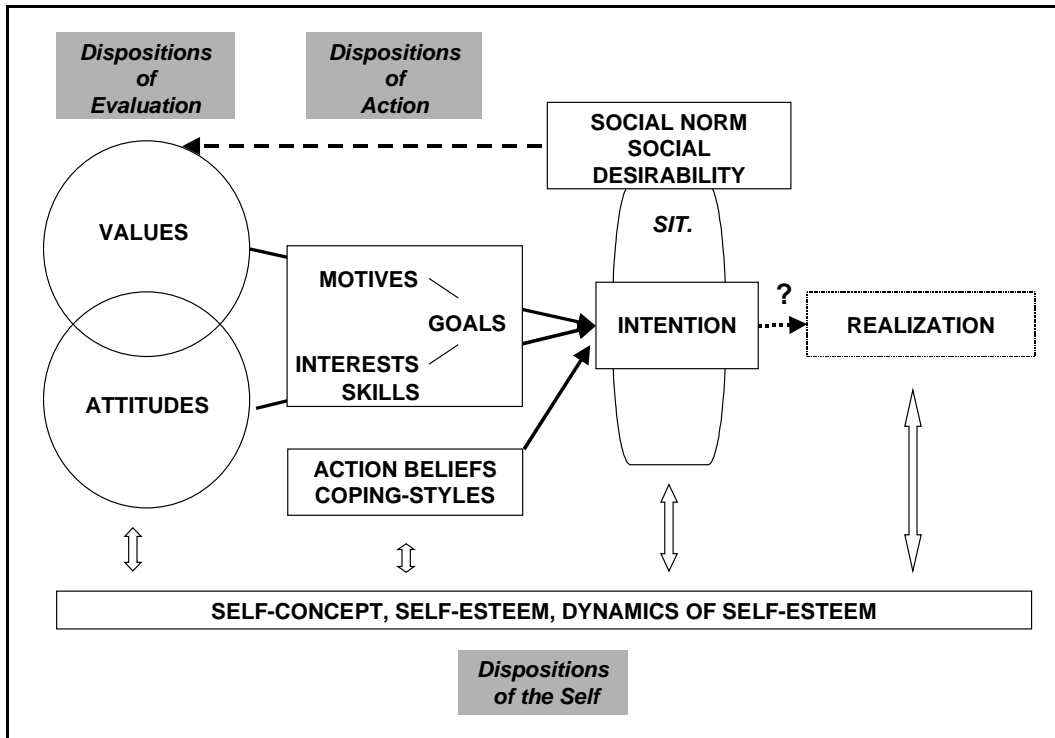 Dispositions
of
Evaluation
Dispositions
of
Action
SOCIAL NORM
SOCIAL
DESIRABILITY
VALUES
SIT.
MOTIVES
GOALS
INTERESTS
SKILLS
INTENTION
?
REALIZATION
ATTITUDES
ACTION BELIEFS
COPING-STYLES
SELF-CONCEPT, SELF-ESTEEM, DYNAMICS OF SELF-ESTEEM
Dispositions
of the Self